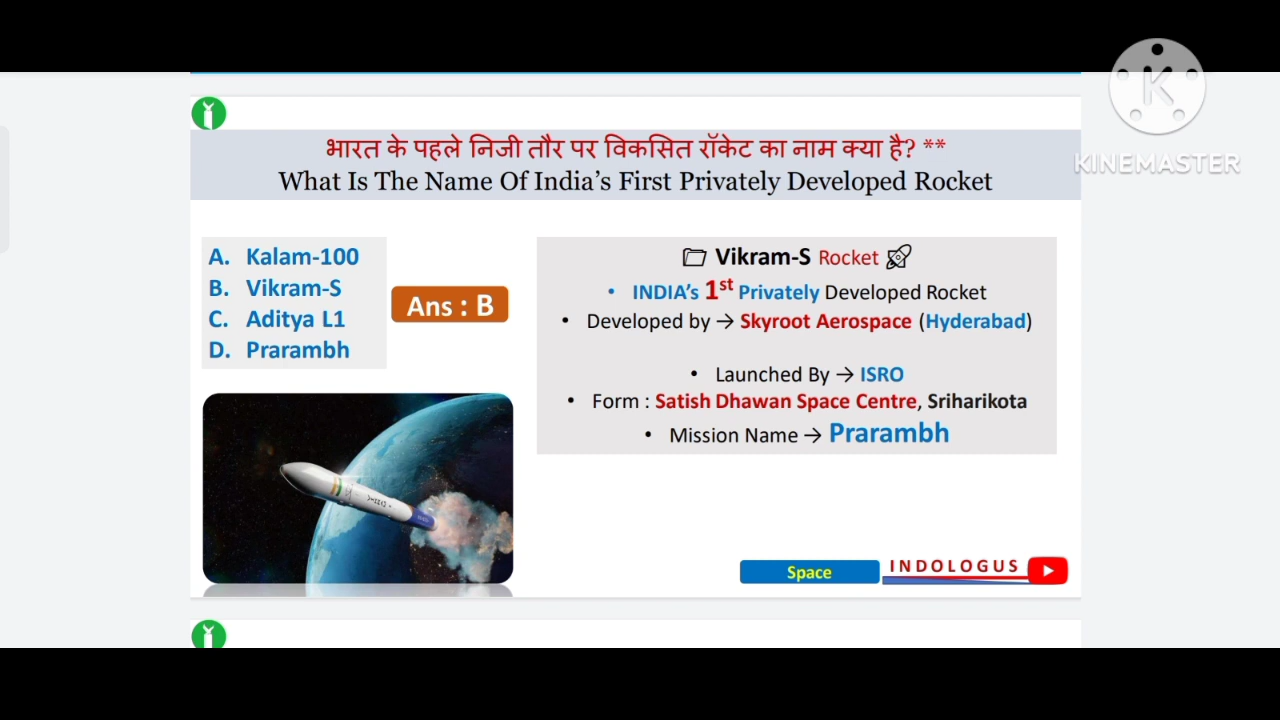 भारत के पहले निजी तौर पर विकसित रॉकेट का नाम क्या है? **
What Is The Name Of India's First Privately Developed Rocket
A. Kalam-100
B. Vikram-S
C. Aditya L1
D. Prarambh
Ans : B
Vikram-S Rocket
• INDIA's 1st Privately Developed Rocket
• Developed by → Skyroot Aerospace (Hyderabad)
• Launched By → ISRO
• Form : Satish Dhawan Space Centre, Sriharikota
• Mission Name → Prarambh
Space
INDOLOGUS
K
KINEMASTER